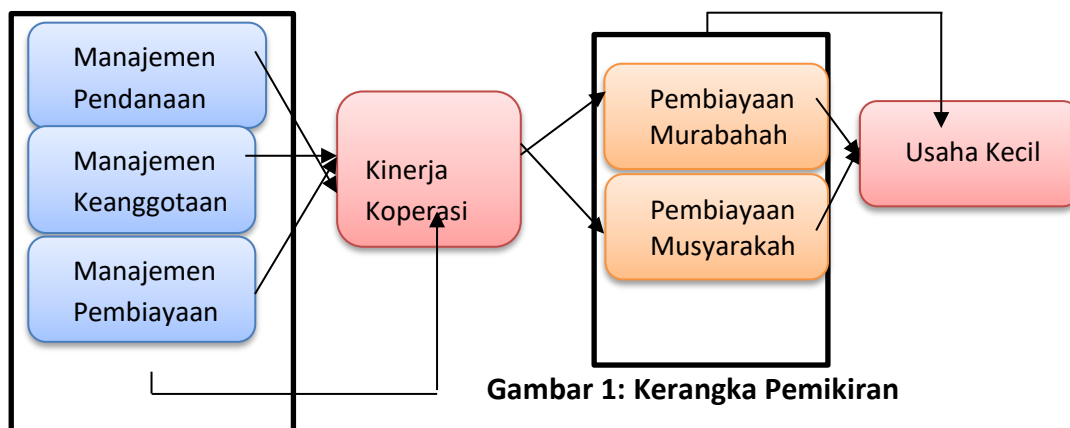 Manajemen
Pendanaan
Manajemen
Keanggotaan
Manajemen
Pembiayaan
Kinerja
Koperasi
Pembiayaan
Murabahah
Pembiayaan
Musyarakah
Usaha Kecil
Gambar 1: Kerangka Pemikiran